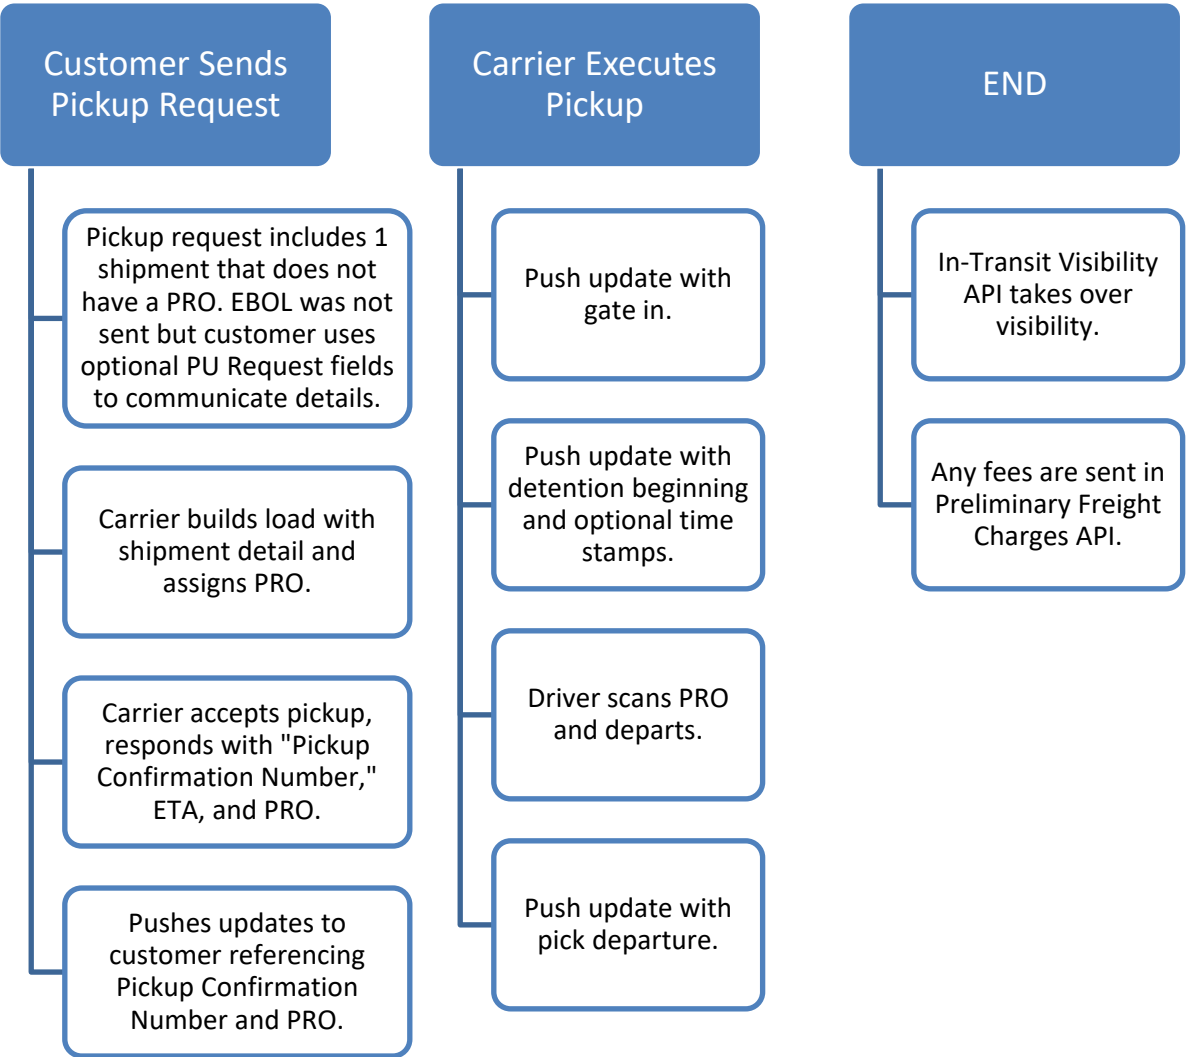 Customer Sends
Pickup Request
Pickup request includes 1
shipment that does not
have a PRO. EBOL was not
sent but customer uses
optional PU Request fields
to communicate details.
Carrier builds load with
shipment detail and
assigns PRO.
Carrier accepts pickup,
responds with "Pickup
Confirmation Number,"
ETA, and PRO.
Pushes updates to
customer referencing
Pickup Confirmation
Number and PRO.
Carrier Executes
Pickup
Push update with
gate in.
Push update with
detention beginning
and optional time
stamps.
Driver scans PRO
and departs.
Push update with
pick departure.
END
In-Transit Visibility
API takes over
visibility.
Any fees are sent in
Preliminary Freight
Charges API.